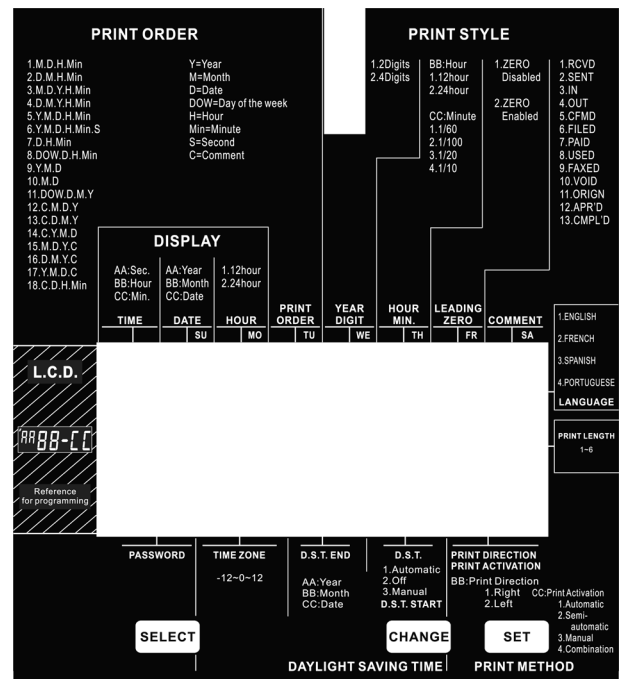 PRINT ORDER
1.M.D.H.Min
2.D.M.H.Min
3.M.D.Y.H.Min
4.D.M.Y.H.Min
5.Y.M.D.H.Min
6.Y.M.D.H.Min.S
7.D.H.Min
8.DOW.D.H.Min
9.Y.M.D
10.M.D
11.DOW.D.M.Y
12.C.M.D.Y
13.C.D.M.Y
14.C.Y.M.D
15.M.D.Y.C
16.D.M.Y.C
17.Y.M.D.C
18.C.D.H.Min
Y=Year
M=Month
D=Date
DOW=Day of the week
H=Hour
Min=Minute
S=Second
C=Comment
PRINT STYLE
1.2Digits
2.4Digits
BB:Hour
1.12hour
2.24hour
CC:Minute
1.1/60
2.1/100
3.1/20
4.1/10
1.ZERO
Disabled
2.ZERO
Enabled
1.RCVD
2.SENT
3.IN
4.OUT
5.CFMD
6.FILED
7.PAID
8.USED
9.FAXED
10.VOID
11.ORIGN
12.APR'D
13.CMPL'D
DISPLAY
AA:Sec.
BB:Hour
CC:Min.
TIME
AA:Year
BB:Month
CC:Date
DATE
SU
1.12hour
2.24hour
HOUR
MO
PRINT
ORDER
TU
YEAR
DIGIT
WE
HOUR
MIN.
TH
LEADING
ZERO
FR
COMMENT
SA
1.ENGLISH
2.FRENCH
3.SPANISH
4.PORTUGUESE
LANGUAGE
PRINT LENGTH
1~6
L.C.D.
AA88-CC
Reference
for programming
PASSWORD
TIME ZONE
-12~0~12
D.S.T. END
AA:Year
BB:Month
CC:Date
D.S.T.
1.Automatic
2.Off
3.Manual
D.S.T. START
PRINT DIRECTION
PRINT ACTIVATION
BB:Print Direction
1.Right
2.Left
CC:Print Activation
1.Automatic
2.Semi-
automatic
3.Manual
4.Combination
SELECT
CHANGE
SET
DAYLIGHT SAVING TIME
PRINT METHOD